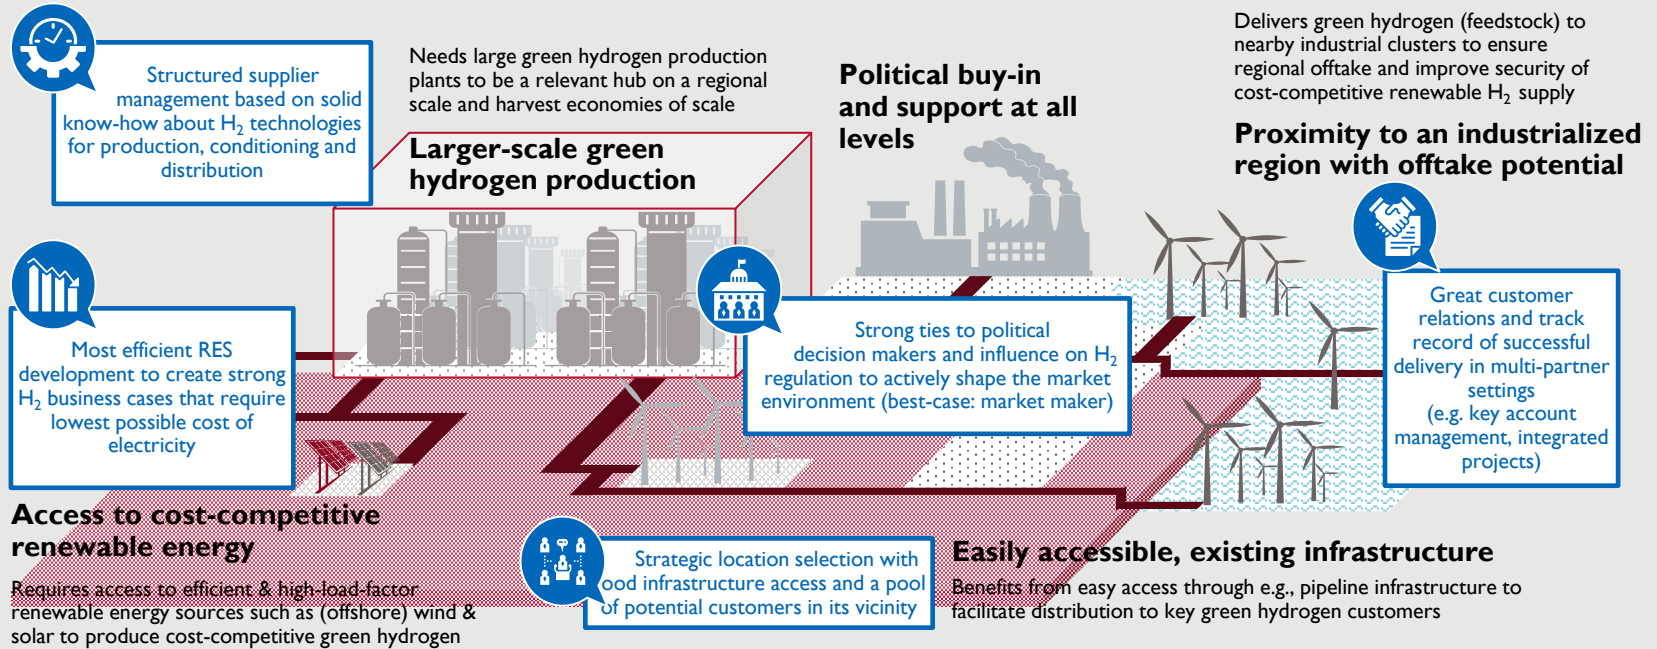 Structured supplier
management based on solid
know-how about H2 technologies
for production, conditioning and
distribution
Needs large green hydrogen production
plants to be a relevant hub on a regional
scale and harvest economies of scale
Larger-scale green
hydrogen production
Political buy-in
and support at all
levels
Delivers green hydrogen (feedstock) to
nearby industrial clusters to ensure
regional offtake and improve security of
cost-competitive renewable H2 supply
Proximity to an industrialized
region with offtake potential
Most efficient RES
development to create strong
H2 business cases that require
lowest possible cost of
electricity
Strong ties to political
decision makers and influence on H2
regulation to actively shape the market
environment (best-case: market maker)
Great customer
relations and track
record of successful
delivery in multi-partner
settings
(e.g. key account
management, integrated
projects)
Access to cost-competitive
renewable energy
Requires access to efficient & high-load-factor
renewable energy sources such as (offshore) wind &
solar to produce cost-competitive green hydrogen
Strategic location selection with
ood infrastructure access and a pool
of potential customers in its vicinity
Easily accessible, existing infrastructure
Benefits from easy access through e.g., pipeline infrastructure to
facilitate distribution to key green hydrogen customers